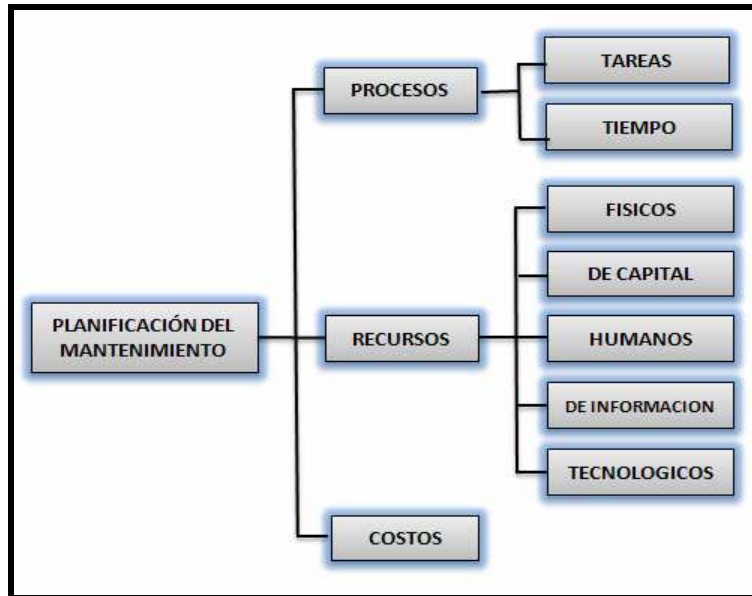 PLANIFICACIÓN DEL
MANTENIMIENTO
PROCESOS
TAREAS
TIEMPO
RECURSOS
FISICOS
DE CAPITAL
HUMANOS
DE INFORMACION
TECNOLOGICOS
COSTOS